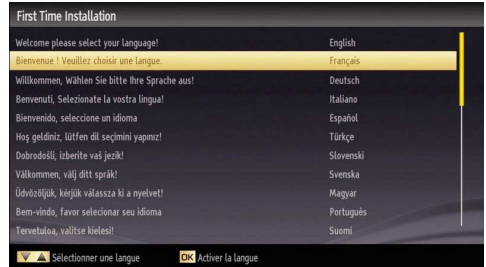 First Time Installation
Welcome please select your language! English
Bienvenue ! Veuillez choisir une langue. Français
Willkommen, Wählen Sie bitte Ihre Sprache aus! Deutsch
Benvenuti, Selezionate la vostra lingua! Italiano
Bienvenido, seleccione un idioma Español
Hoş geldiniz, lütfen dil seçimini yapınız! Türkçe
Dobrodošli, izberite vaš jezik! Slovenski
Välkommen, välj ditt språk! Svenska
Üdvözöljük, kérjük válassza ki a nyelvet! Magyar
Bem-vindo, favor selecionar seu idioma Português
Tervetuloa, valitse kielesi! Suomi
Sélectionner une langue OK Activer la langue